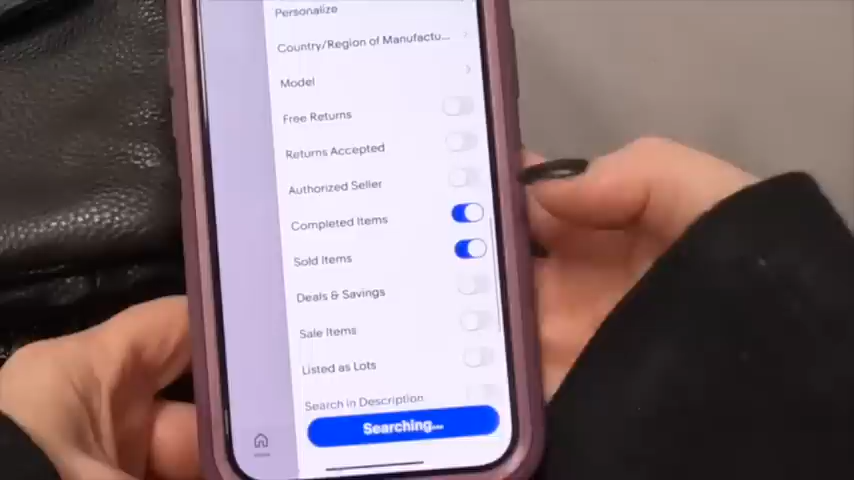 Personalize
Country/Region of Manufactu...
Model
Free Returns
Returns Accepted
Authorized Seller
Completed Items
Sold Items
Deals & Savings
Sale Items
Listed as Lots
Search in Description
Searching...